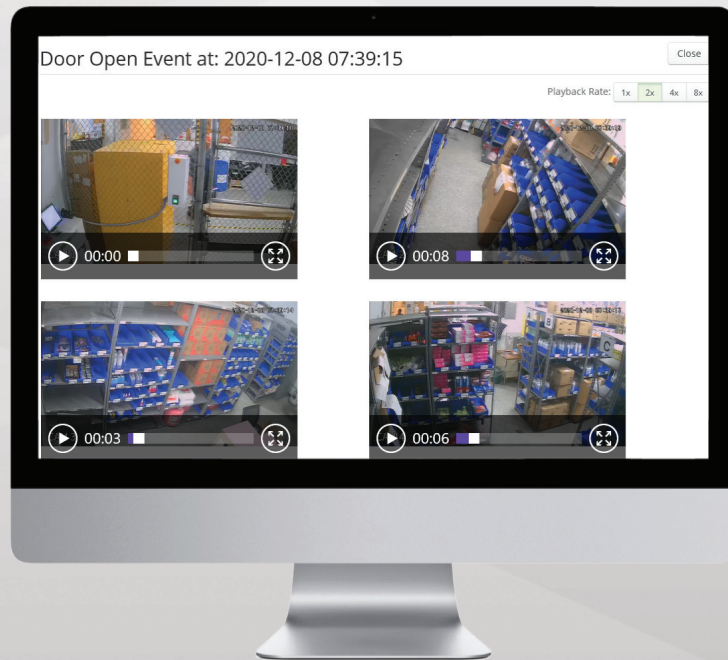 Door Open Event at: 2020-12-08 07:39:15
Close
Playback Rate: 1x 2x 4x 8x
00:00
00:08
00:03
00:06
B
C